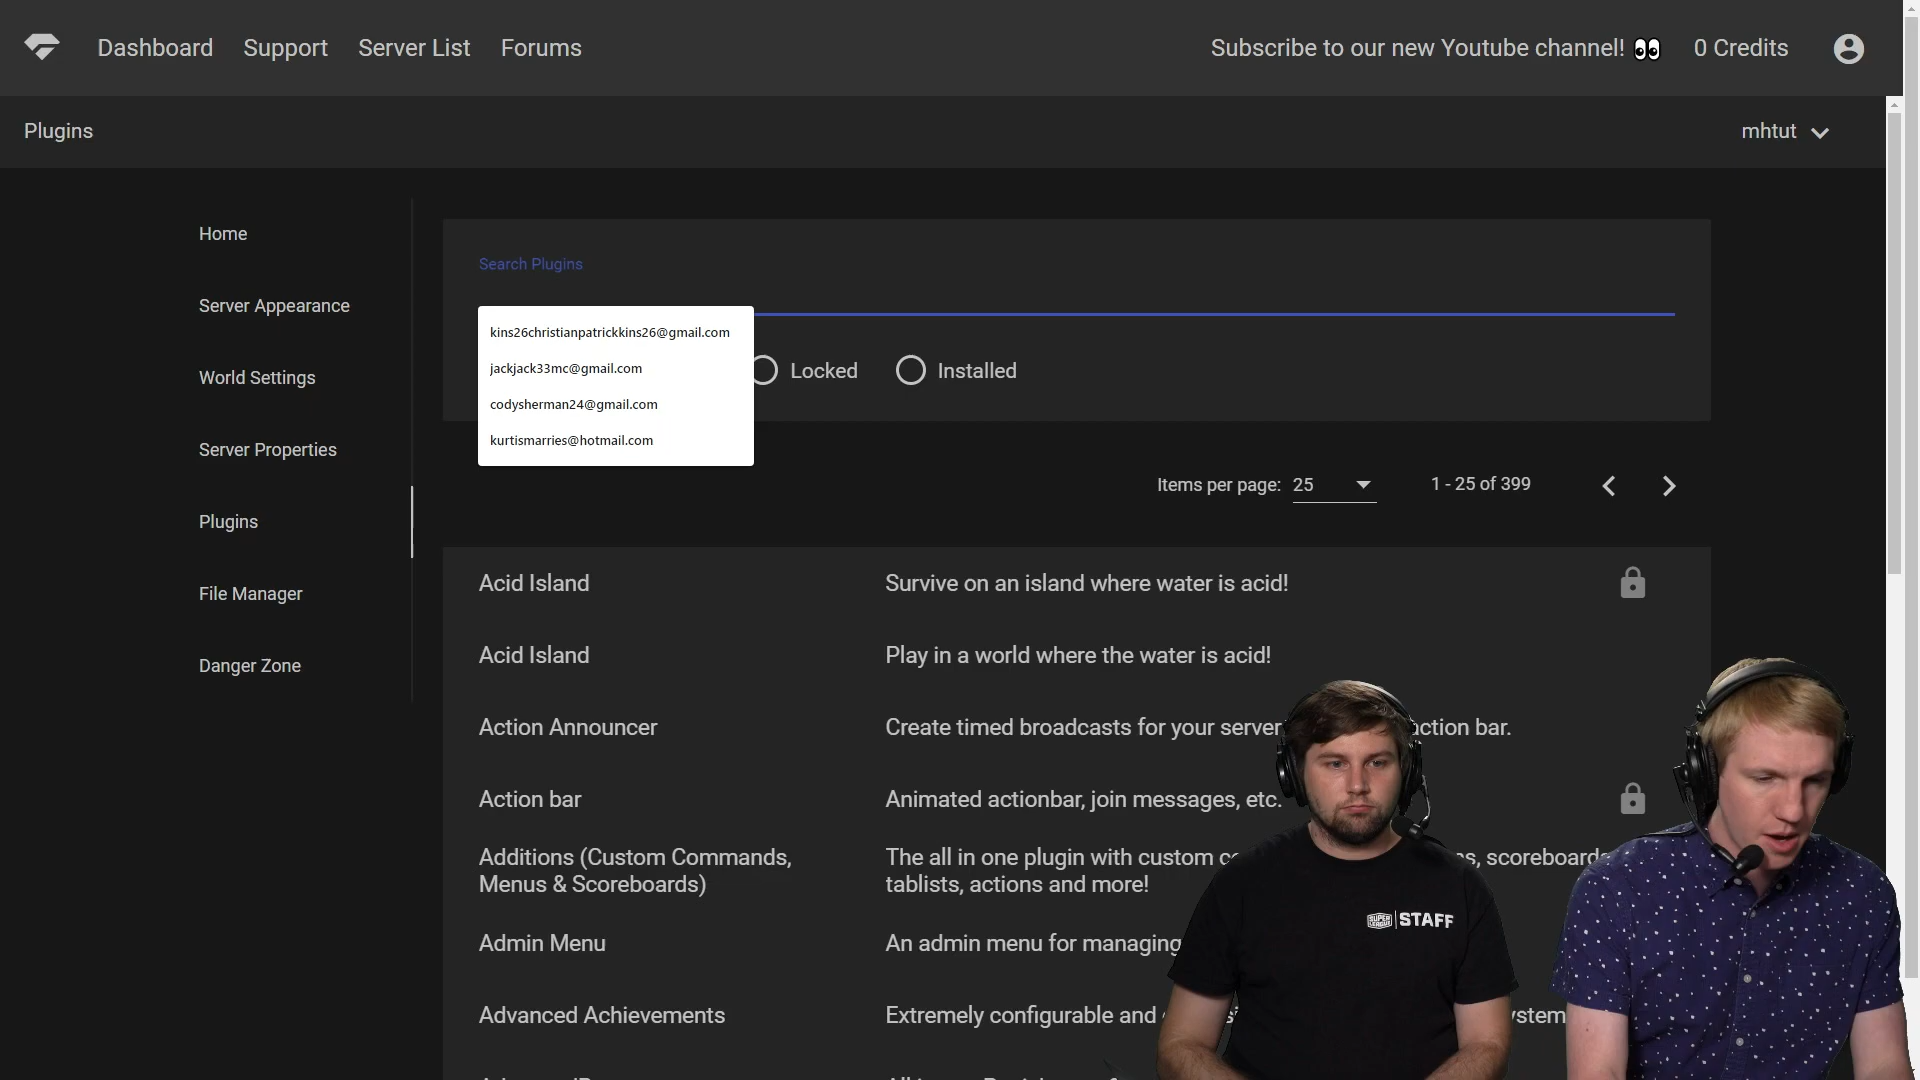 Dashboard Support Server List Forums Subscribe to our new Youtube channel! 0 Credits
Plugins mhtut
Home
Server Appearance
World Settings
Server Properties
Plugins
File Manager
Danger Zone
Search Plugins
kins26christianpatrickkins26@gmail.com
jackjack33mc@gmail.com
codysherman24@gmail.com
kurtismarries@hotmail.com
Locked Installed
Items per page: 25 1 - 25 of 399
Acid Island Survive on an island where water is acid!
Acid Island Play in a world where the water is acid!
Action Announcer Create timed broadcasts for your server action bar.
Action bar Animated actionbar, join messages, etc.
Additions (Custom Commands, Menus & Scoreboards)
The all in one plugin with custom scoreboards
tablists, actions and more!
Admin Menu An admin menu for managing
Advanced Achievements Extremely configurable and
SUPER LEAGUE STAFF